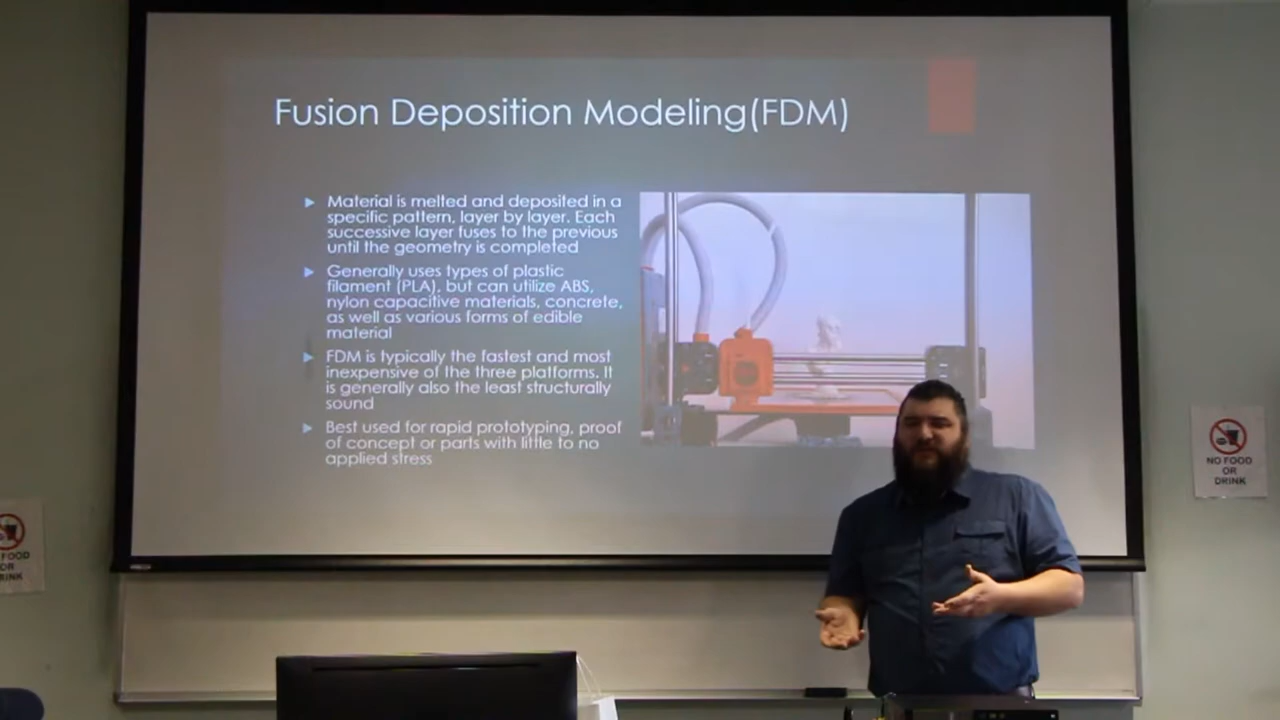 Fusion Deposition Modeling(FDM)
Material is melted and deposited in a
specific pattern, layer by layer. Each
successive layer fuses to the previous
until the geometry is completed
Generally uses types of plastic
filament (PLA), but can utilize ABS,
nylon capacitive materials, concrete,
as well as various forms of edible
material
FDM is typically the fastest and most
inexpensive of the three platforms. It
is generally also the least structurally
sound
Best used for rapid prototyping, proof
of concept or parts with little to no
applied stress
NO FOOD
OR
DRINK
FOOD
OR
RINK